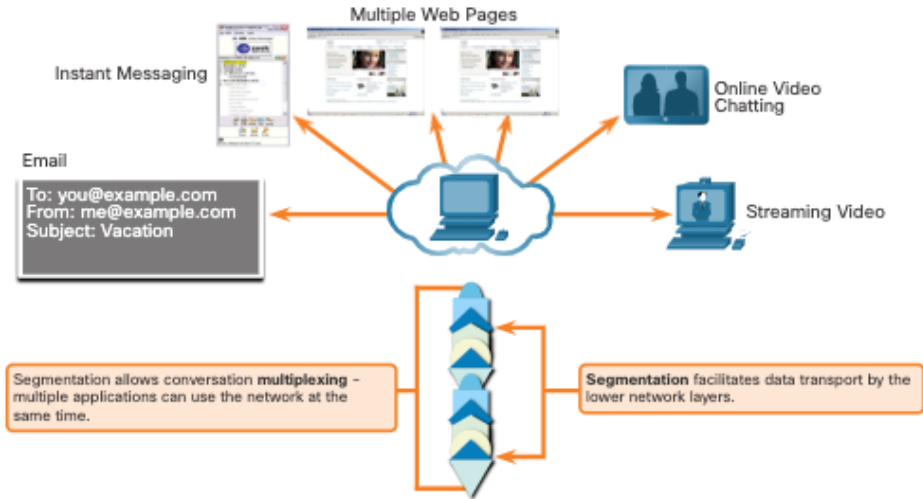 Multiple Web Pages
Instant Messaging
Online Video
Chatting
Email
To: you@example.com
From: me@example.com
Subject: Vacation
Streaming Video
Segmentation allows conversation multiplexing –
multiple applications can use the network at the
same time.
Segmentation facilitates data transport by the
lower network layers.